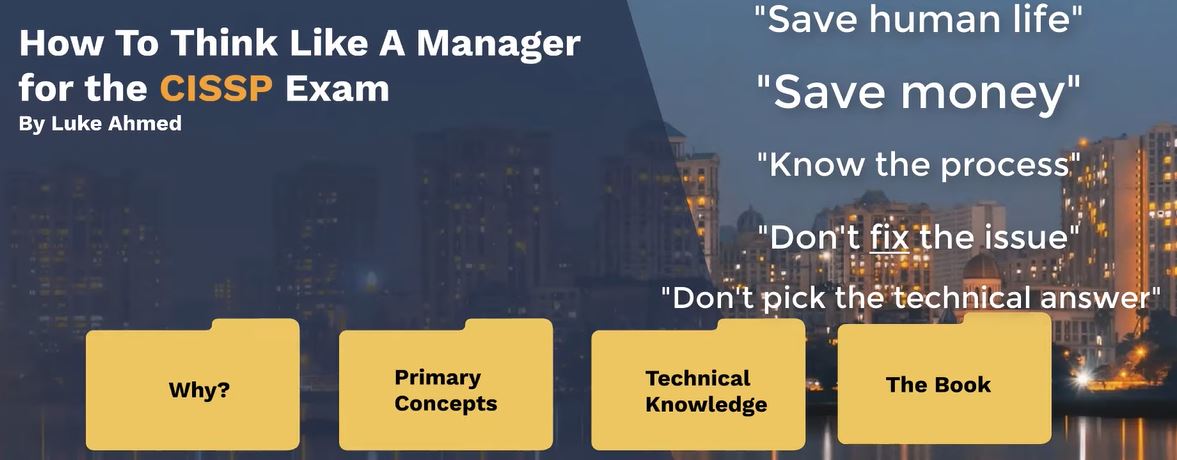 How To Think Like A Manager
for the CISSP Exam
By Luke Ahmed
"Save human life"
"Save money"
"Know the process"
"Don't fix the issue"
"Don't pick the technical answer"
Why?
Primary
Concepts
Technical
Knowledge
The Book